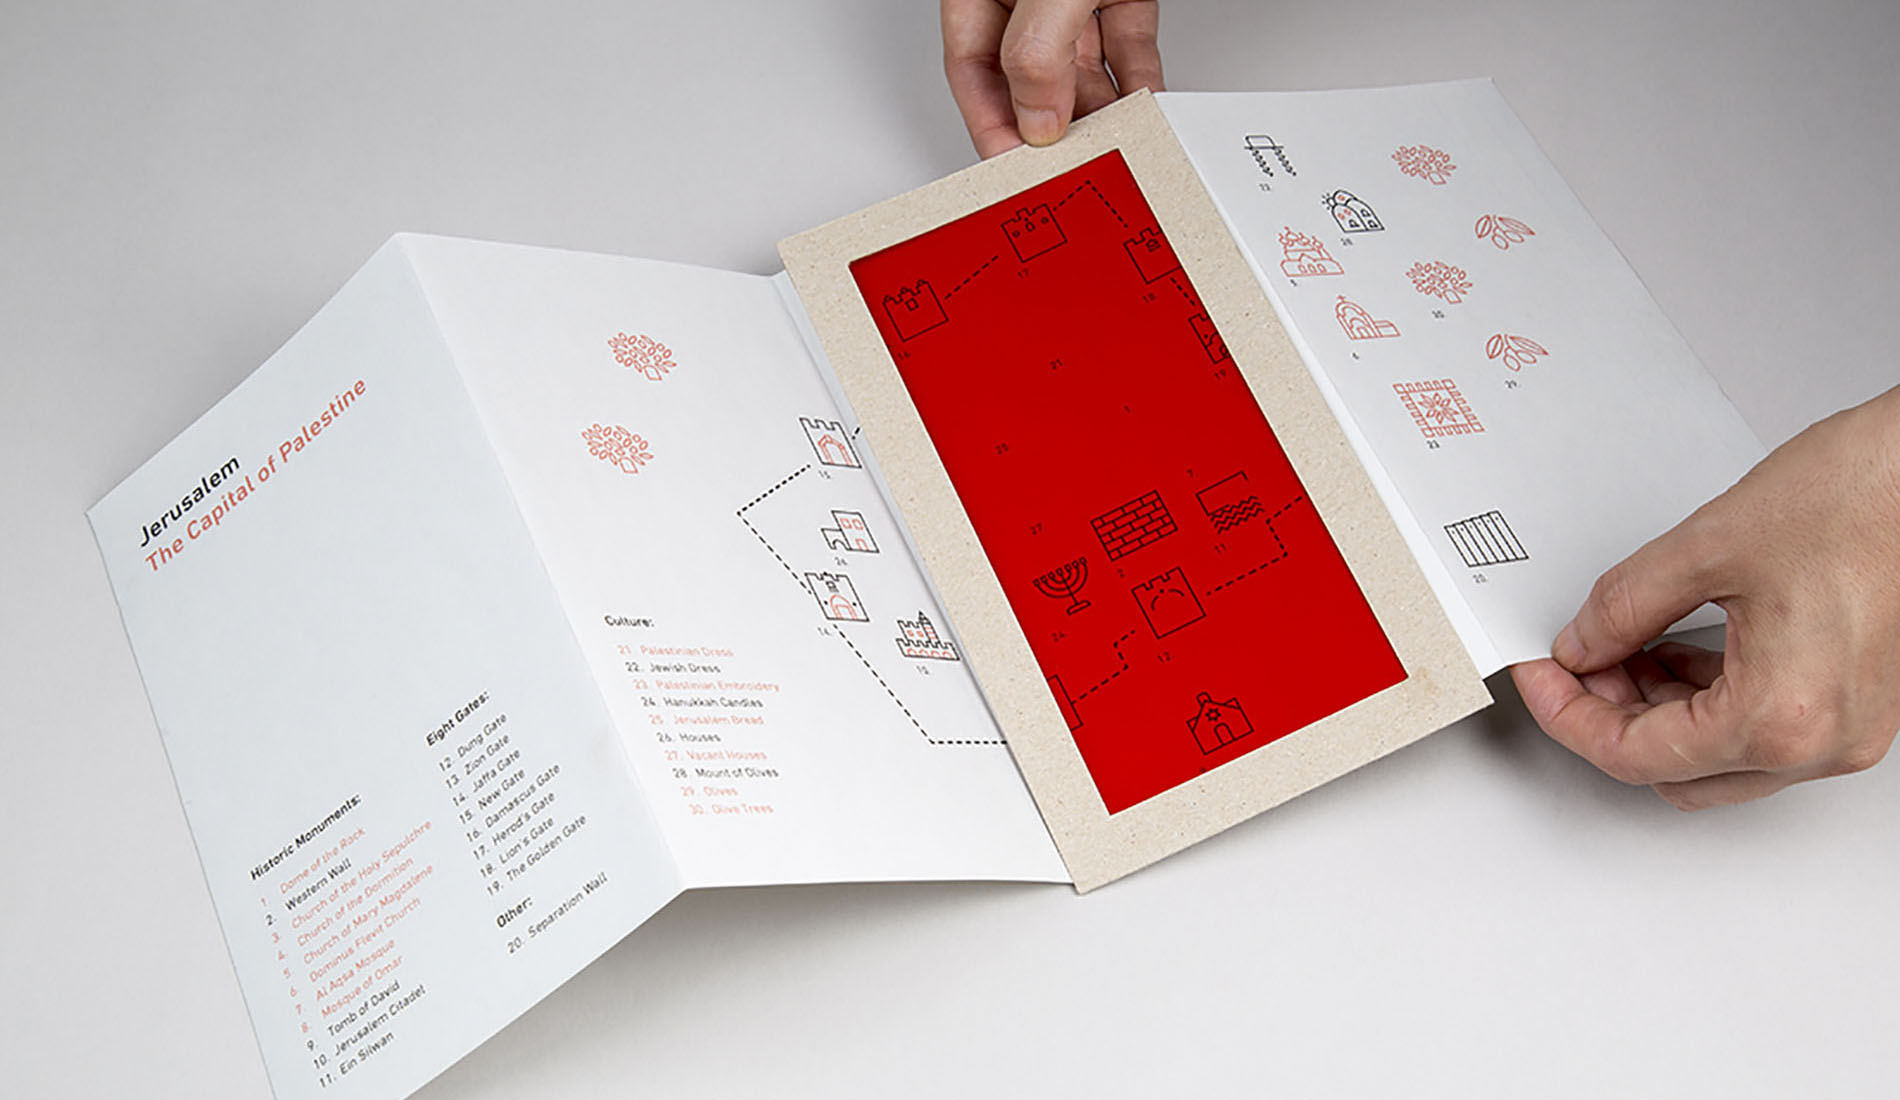 Jerusalem
The Capital of Palestine
Historic Monuments:
1. Dome of the Rock
2. Western Wall
3. Church of the Holy Sepulchre
4. Church of the Dormition
5. Church of Mary Magdalene
6. Dominus Flevit Church
7. Al Aqsa Mosque
8. Mosque of Omar
9. Tomb of David
10. Jerusalem Citadel
11. Ein Silwan
Eight Gates:
12. Dung Gate
13. Zion Gate
14. Jaffa Gate
15. New Gate
16. Damascus Gate
17. Herod's Gate
18. Lion's Gate
19. The Golden Gate
Other:
20. Separation Wall
Culture:
21. Palestinian Dress
22. Jewish Dress
23. Palestinian Embroidery
24. Hanukkah Candles
25. Jerusalem Bread
26. Houses
27. Vacant Houses
28. Mount of Olives
29. Olives
30. Olive Trees
15.
26.
14.
10.
17.
16.
18.
19.
21.
1.
25.
7.
27.
11.
2.
24.
12.
28.
30.
29.
20.